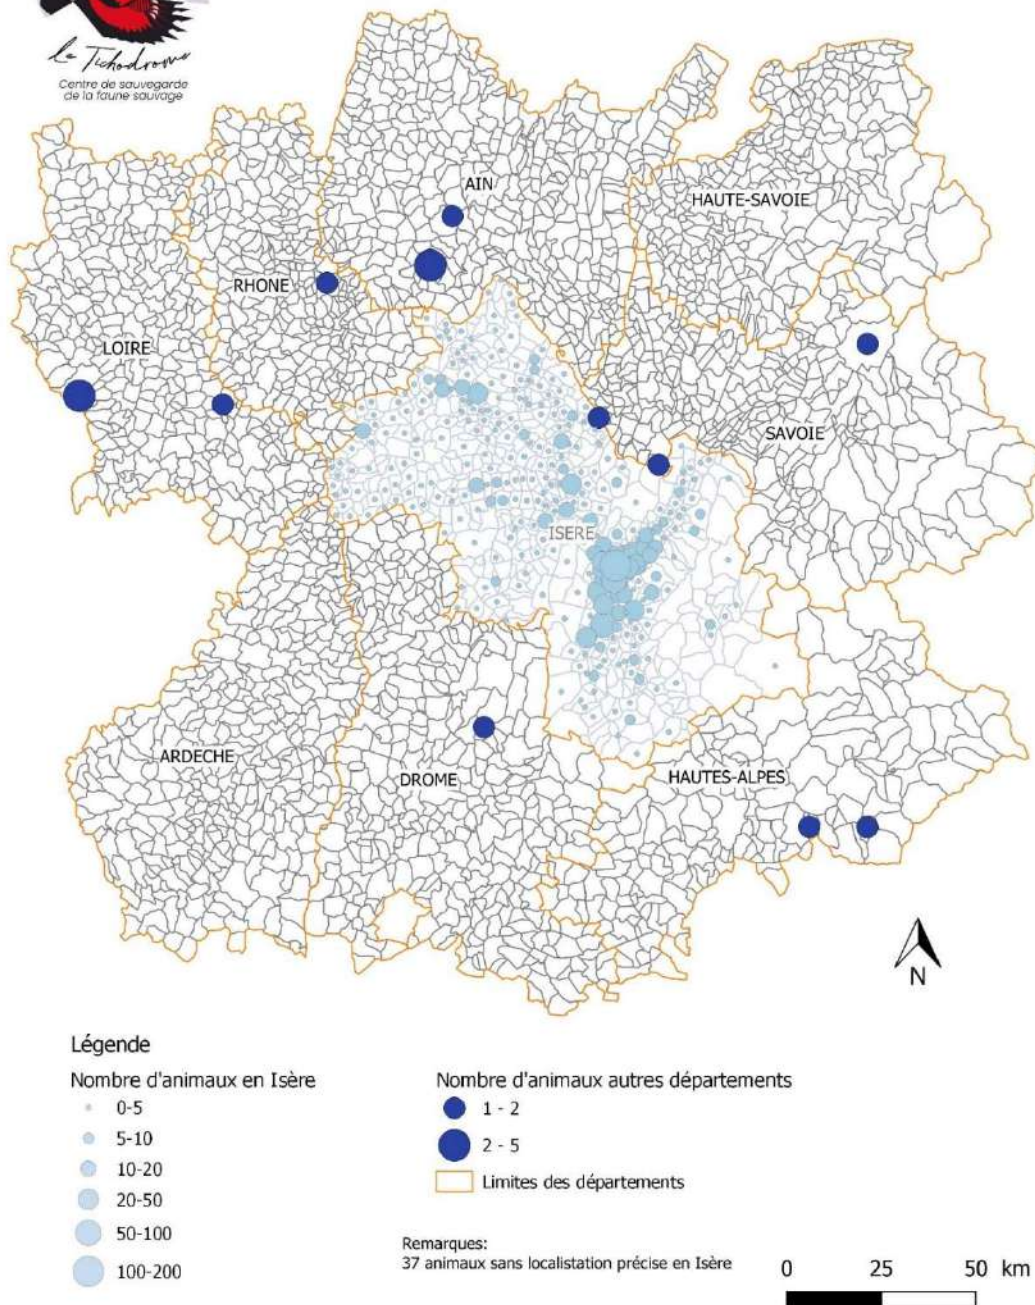 Le Tichodrome
Centre de sauvegarde
de la faune sauvage
AIN
HAUTE-SAVOIE
RHONE
LOIRE
SAVOIE
ISERE
ARDECHE
DROME
HAUTES-ALPES
N
Légende
Nombre d'animaux en Isère
0-5
5-10
10-20
20-50
50-100
100-200
Nombre d'animaux autres départements
1 - 2
2 - 5
Limites des départements
Remarques:
37 animaux sans localistation précise en Isère
0 25 50 km